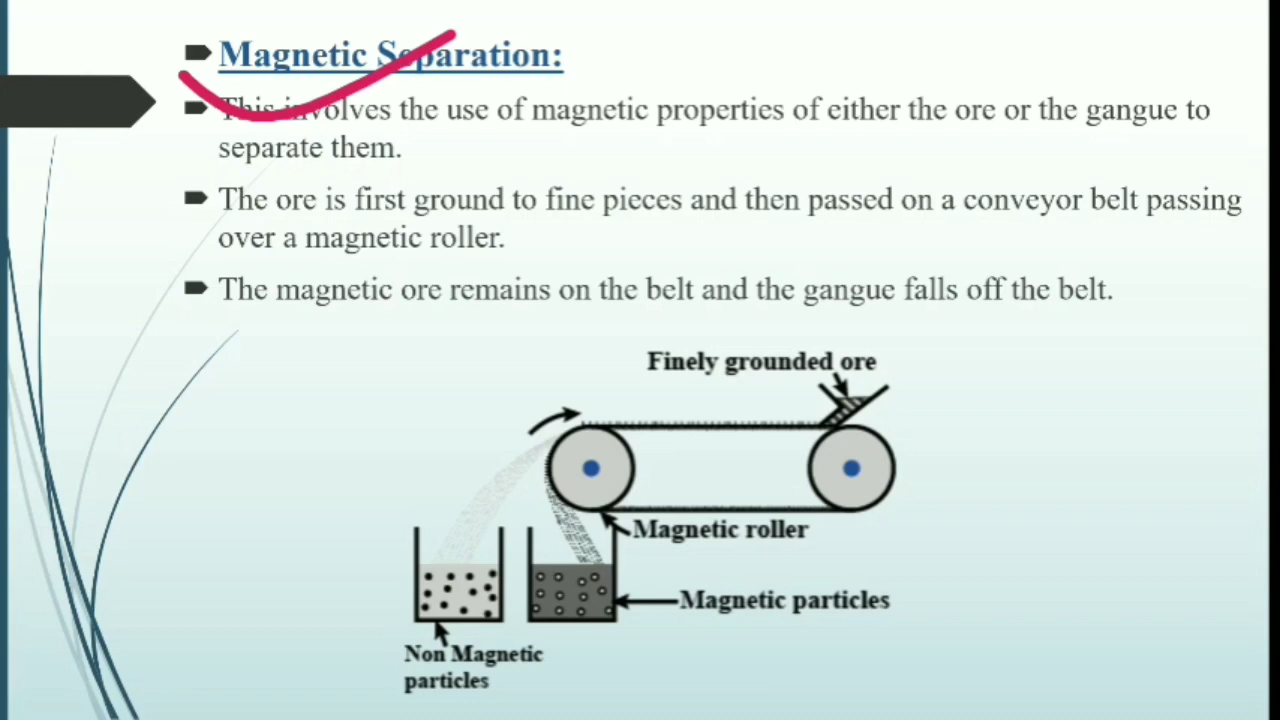 Magnetic Separation:
This involves the use of magnetic properties of either the ore or the gangue to
separate them.
The ore is first ground to fine pieces and then passed on a conveyor belt passing
over a magnetic roller.
The magnetic ore remains on the belt and the gangue falls off the belt.
Finely grounded ore
Magnetic roller
Magnetic particles
Non Magnetic
particles